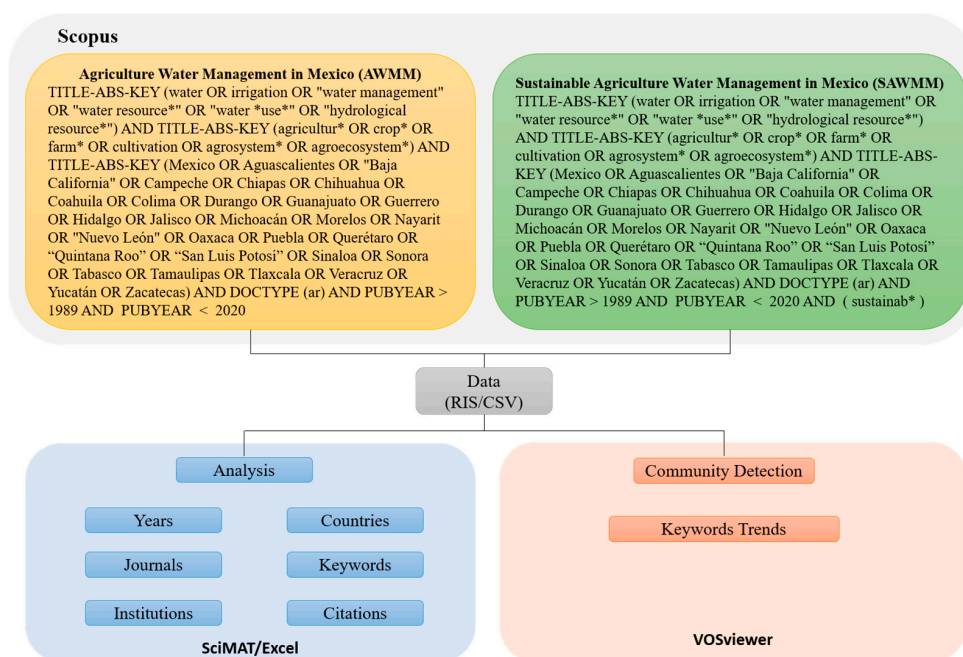 Scopus
Agriculture Water Management in Mexico (AWMM)
TITLE-ABS-KEY (water OR irrigation OR "water management"
OR "water resource*" OR "water *use*" OR "hydrological
resource*") AND TITLE-ABS-KEY (agricultur* OR crop* OR
farm* OR cultivation OR agrosystem* OR agroecosystem*) AND
TITLE-ABS-KEY (Mexico OR Aguascalientes OR "Baja
California" OR Campeche OR Chiapas OR Chihuahua OR
Coahuila OR Colima OR Durango OR Guanajuato OR Guerrero
OR Hidalgo OR Jalisco OR Michoacán OR Morelos OR Nayarit
OR "Nuevo León" OR Oaxaca OR Puebla OR Querétaro OR
“Quintana Roo” OR “San Luis Potosí” OR Sinaloa OR Sonora
OR Tabasco OR Tamaulipas OR Tlaxcala OR Veracruz OR
Yucatán OR Zacatecas) AND DOCTYPE (ar) AND PUBYEAR >
1989 AND PUBYEAR < 2020
Sustainable Agriculture Water Management in Mexico (SAWMM)
TITLE-ABS-KEY (water OR irrigation OR "water management" OR
"water resource*" OR "water *use*" OR "hydrological resource*")
AND TITLE-ABS-KEY (agricultur* OR crop* OR farm* OR
cultivation OR agrosystem* OR agroecosystem*) AND TITLE-ABS-
KEY (Mexico OR Aguascalientes OR "Baja California" OR
Campeche OR Chiapas OR Chihuahua OR Coahuila OR Colima OR
Durango OR Guanajuato OR Guerrero OR Hidalgo OR Jalisco OR
Michoacán OR Morelos OR Nayarit OR "Nuevo León" OR Oaxaca
OR Puebla OR Querétaro OR “Quintana Roo” OR “San Luis Potosí”
OR Sinaloa OR Sonora OR Tabasco OR Tamaulipas OR Tlaxcala OR
Veracruz OR Yucatán OR Zacatecas) AND DOCTYPE (ar) AND
PUBYEAR > 1989 AND PUBYEAR < 2020 AND ( sustainab* )
Data
(RIS/CSV)
Analysis
Years
Countries
Journals
Keywords
Institutions
Citations
SciMAT/Excel
Community Detection
Keywords Trends
VOSviewer